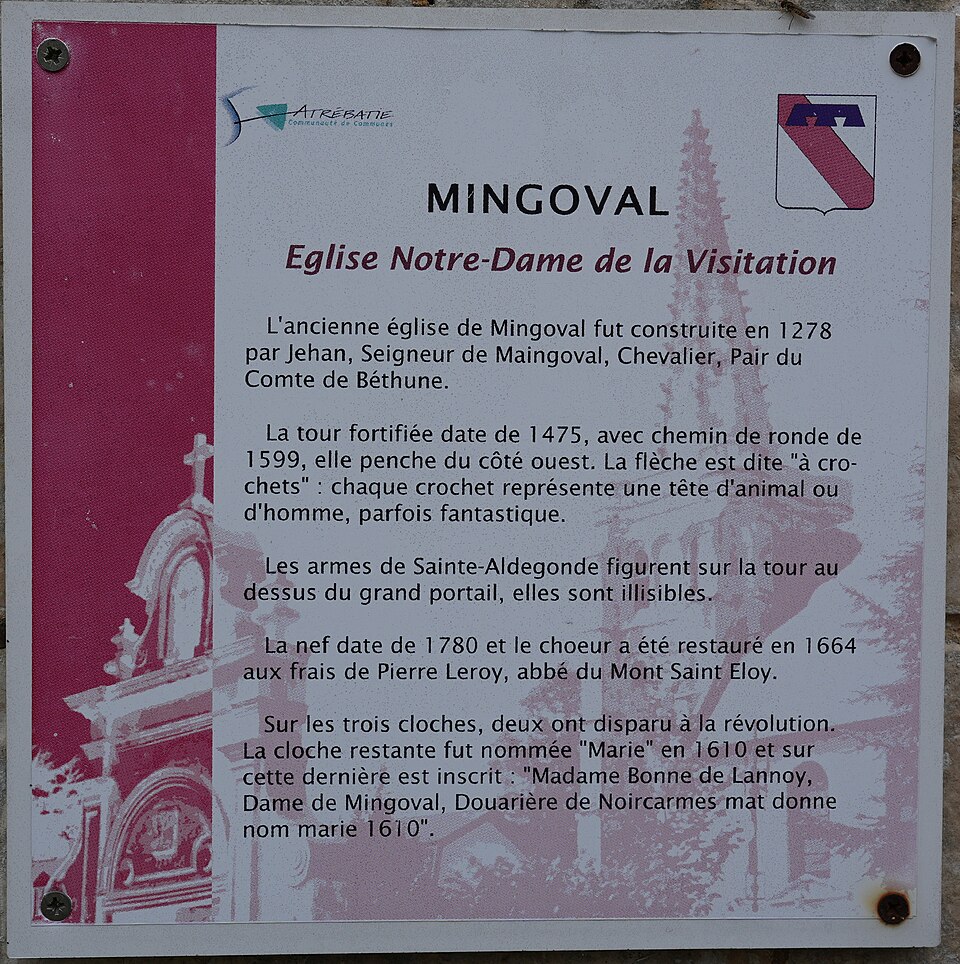 ATRÉBATIE
Communauté de Communes
MINGOVAL
Eglise Notre-Dame de la Visitation
L'ancienne église de Mingoval fut construite en 1278
par Jehan, Seigneur de Maingoval, Chevalier, Pair du
Comte de Béthune.
La tour fortifiée date de 1475, avec chemin de ronde de
1599, elle penche du côté ouest. La flèche est dite "à cro-
chets" : chaque crochet représente une tête d'animal ou
d'homme, parfois fantastique.
Les armes de Sainte-Aldegonde figurent sur la tour au
dessus du grand portail, elles sont illisibles.
La nef date de 1780 et le choeur a été restauré en 1664
aux frais de Pierre Leroy, abbé du Mont Saint Eloy.
Sur les trois cloches, deux ont disparu à la révolution.
La cloche restante fut nommée "Marie" en 1610 et sur
cette dernière est inscrit : "Madame Bonne de Lannoy,
Dame de Mingoval, Douarière de Noircarmes mat donne
nom marie 1610".